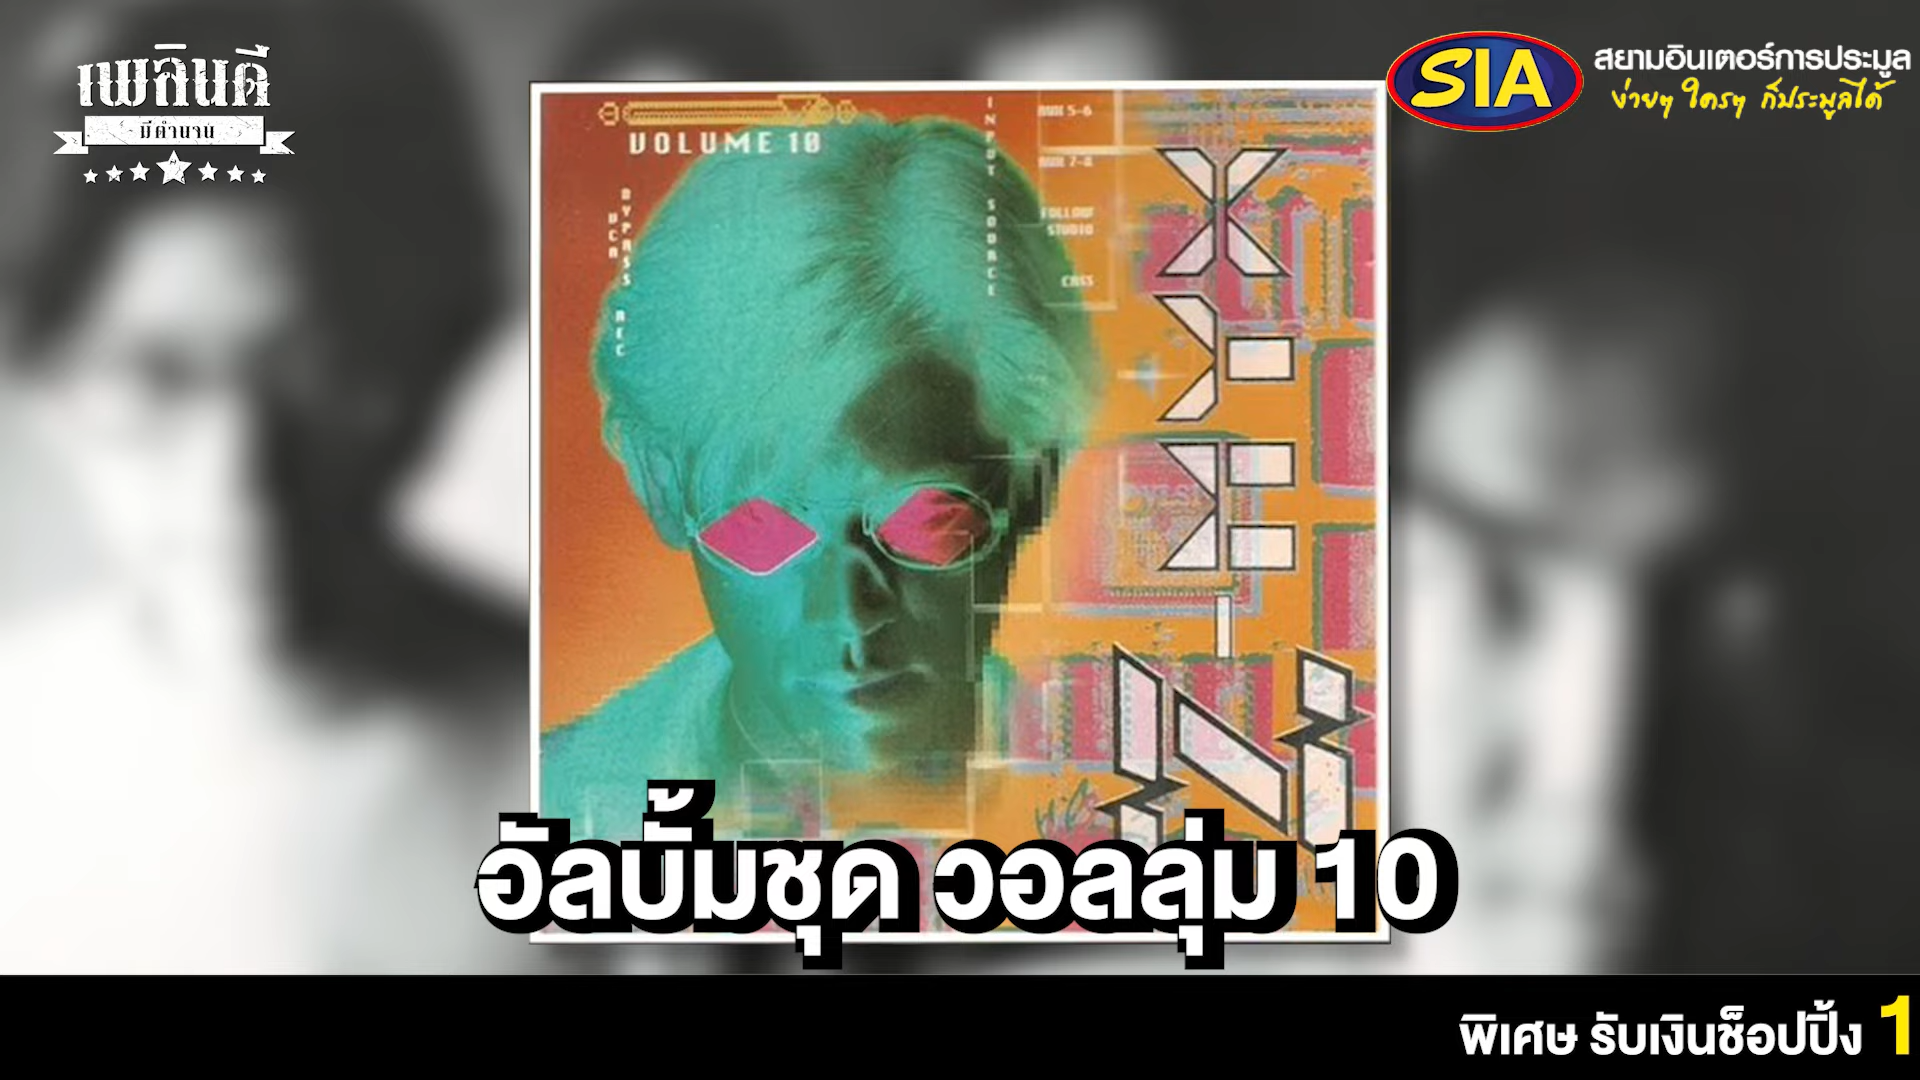 เพลินดี
มีตำนาน
SIA
สยามอินเตอร์การประมูล
ง่ายๆ ใครๆ ก็ประมูลได้
VOLUME 10
BYPASS REC
VCA
INPUT SOURCE
FOLLOW
STUDIO
CASS
อัลบั้มชุด วอลลุ่ม 10
พิเศษ รับเงินช็อปปิ้ง 1